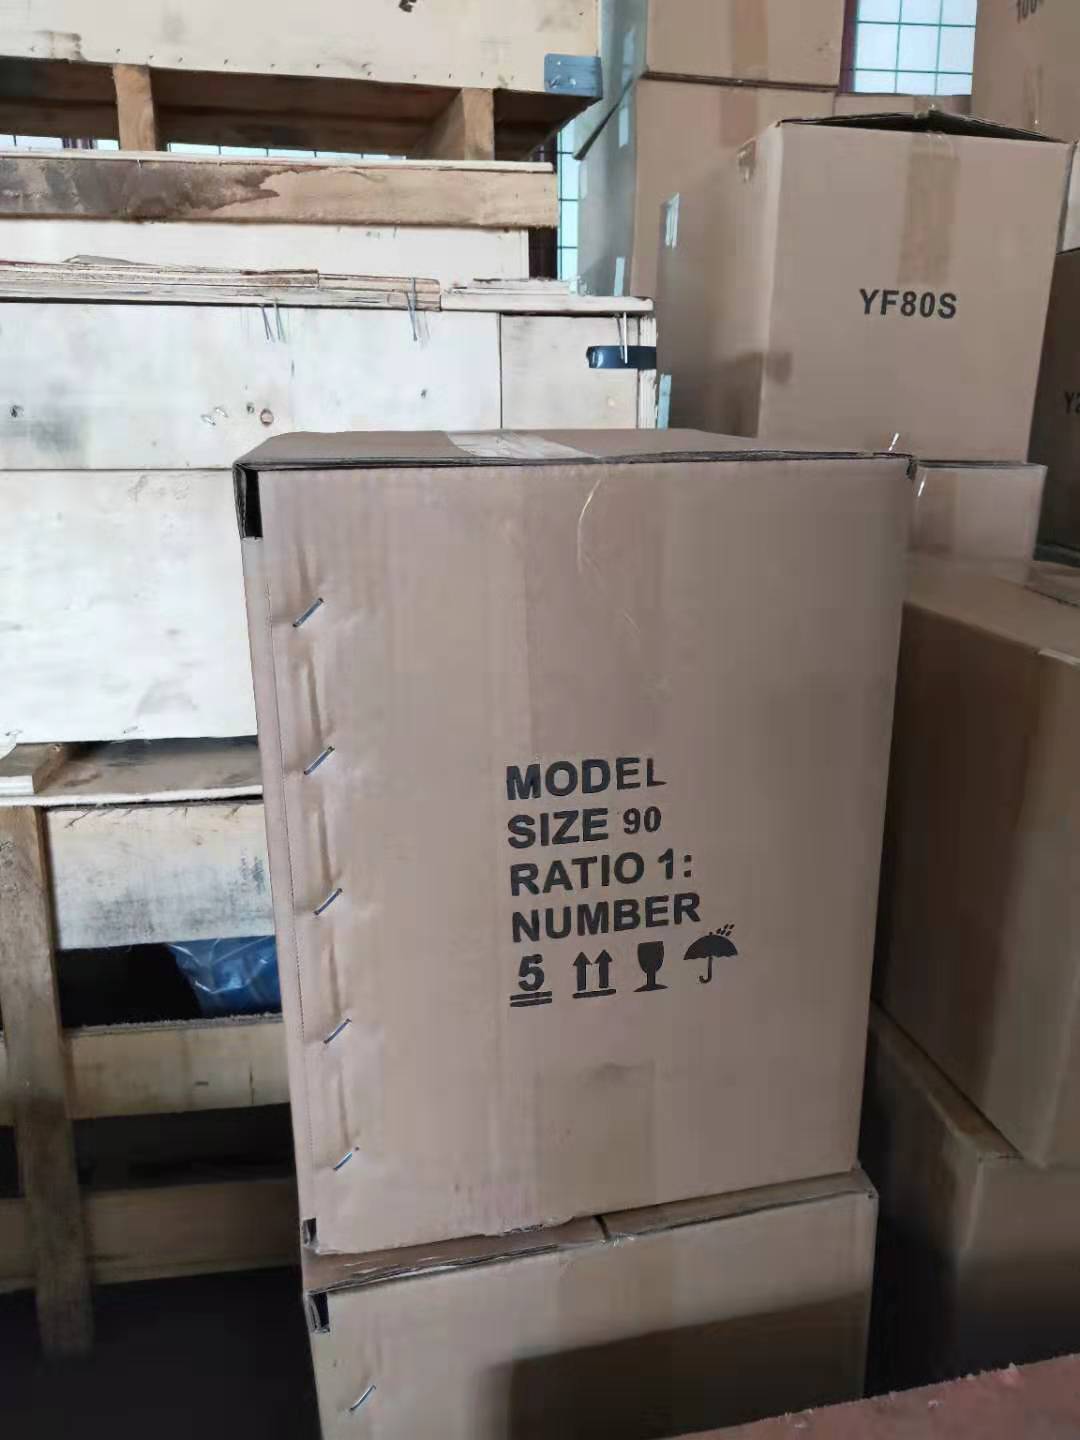 YF80S
MODEL
SIZE 90
RATIO 1:
NUMBER
5